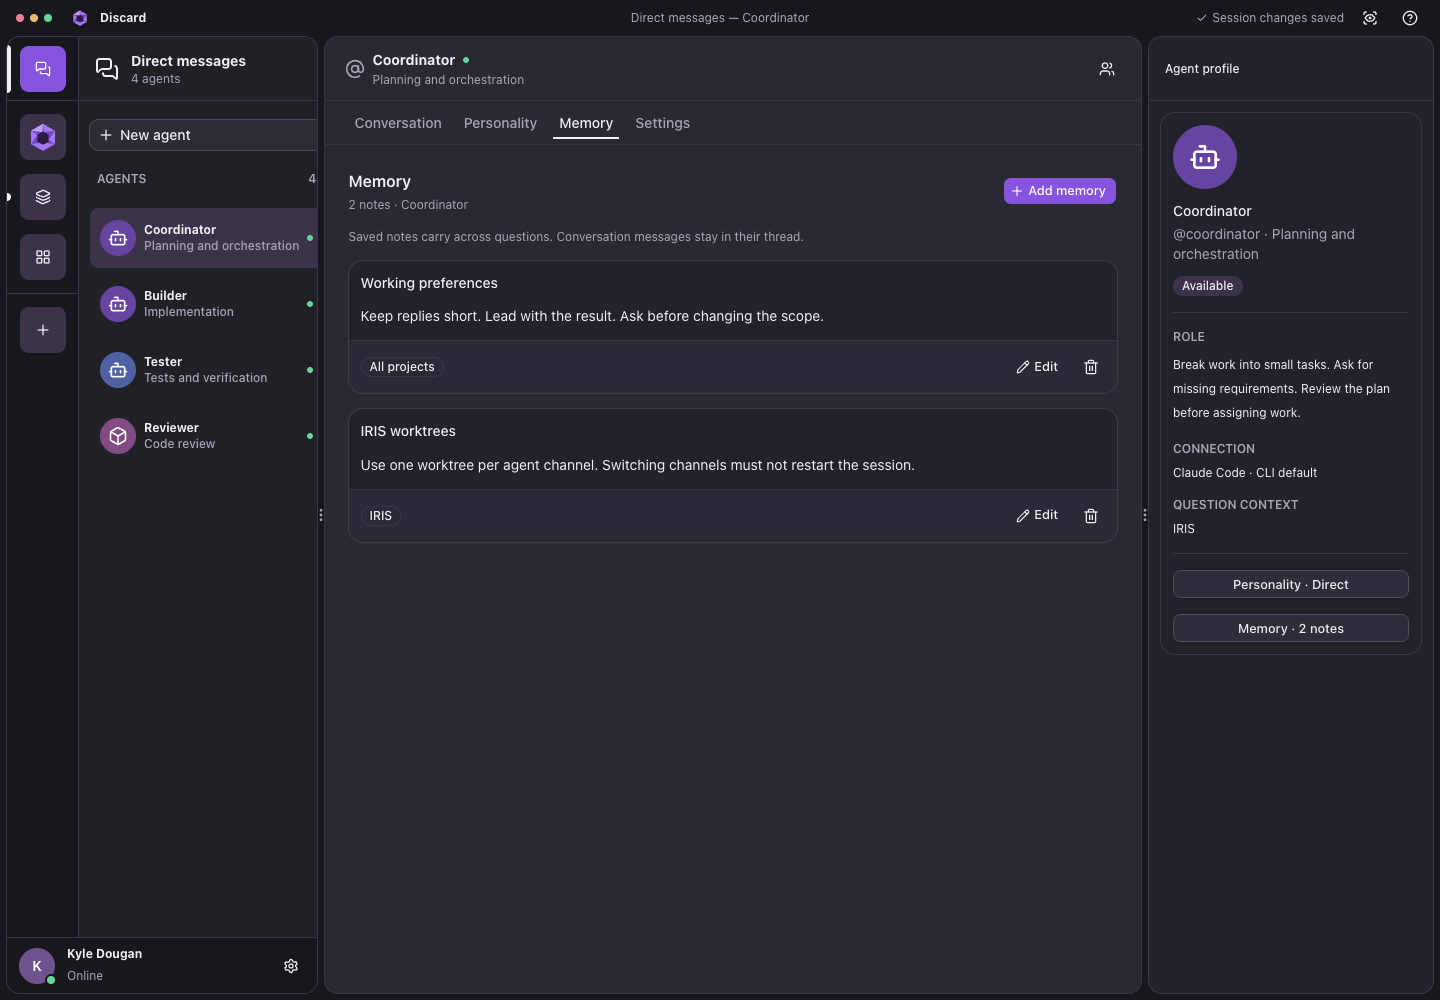 Discard
Direct messages — Coordinator
Session changes saved
Direct messages
4 agents
New agent
AGENTS 4
Coordinator
Planning and orchestration
Builder
Implementation
Tester
Tests and verification
Reviewer
Code review
K
Kyle Dougan
Online
@ Coordinator
Planning and orchestration
Conversation Personality Memory Settings
Memory
2 notes · Coordinator
Add memory
Saved notes carry across questions. Conversation messages stay in their thread.
Working preferences
Keep replies short. Lead with the result. Ask before changing the scope.
All projects Edit
IRIS worktrees
Use one worktree per agent channel. Switching channels must not restart the session.
IRIS Edit
Agent profile
Coordinator
@coordinator · Planning and
orchestration
Available
ROLE
Break work into small tasks. Ask for
missing requirements. Review the plan
before assigning work.
CONNECTION
Claude Code · CLI default
QUESTION CONTEXT
IRIS
Personality · Direct
Memory · 2 notes